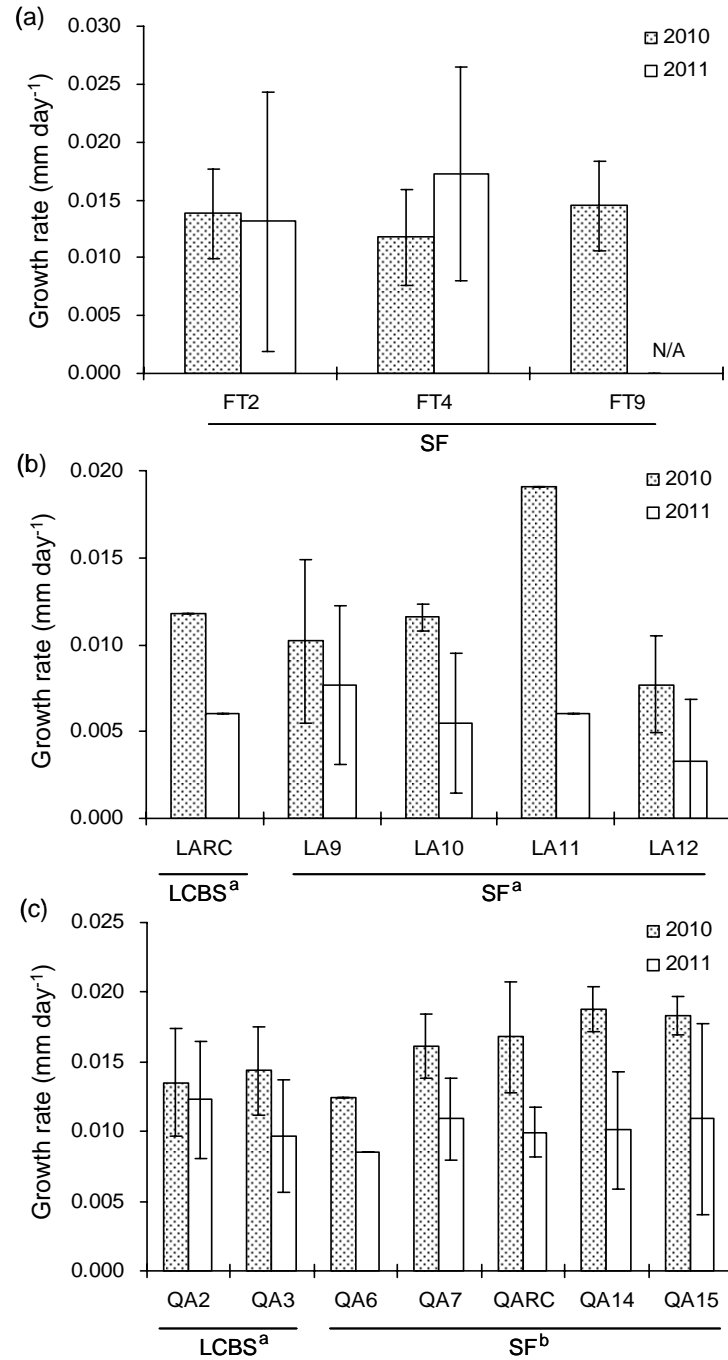 (a)
0.030
0.025
0.020
0.015
0.010
0.005
0.000
Growth rate (mm day-1)
2010
2011
N/A
FT2 FT4 FT9
SF
(b)
0.020
0.015
0.010
0.005
0.000
Growth rate (mm day-1)
2010
2011
LARC LA9 LA10 LA11 LA12
LCBSa SFa
(c)
0.025
0.020
0.015
0.010
0.005
0.000
Growth rate (mm day-1)
2010
2011
QA2 QA3 QA6 QA7 QARC QA14 QA15
LCBSa SFb